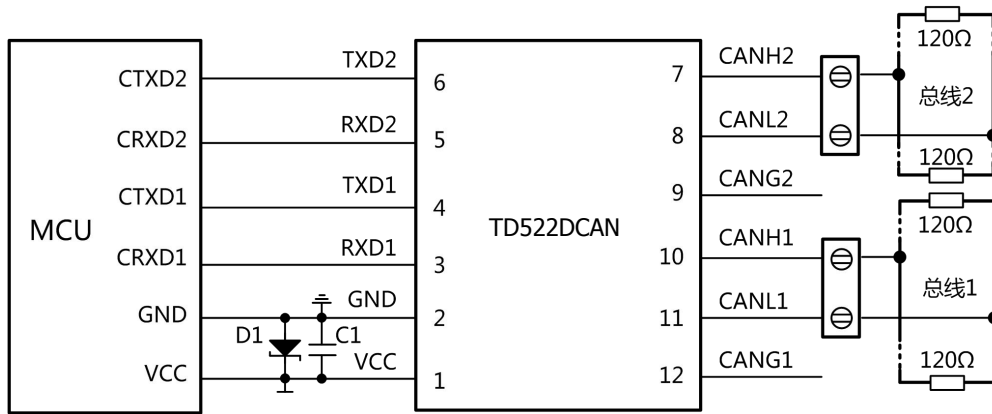 MCU
CTXD2
CRXD2
CTXD1
CRXD1
GND
VCC
TXD2
RXD2
TXD1
RXD1
GND
VCC
D1
C1
6
5
4
3
2
1
TD522DCAN
7
8
9
10
11
12
CANH2
CANL2
CANG2
CANH1
CANL1
CANG1
120Ω
总线2
120Ω
120Ω
总线1
120Ω